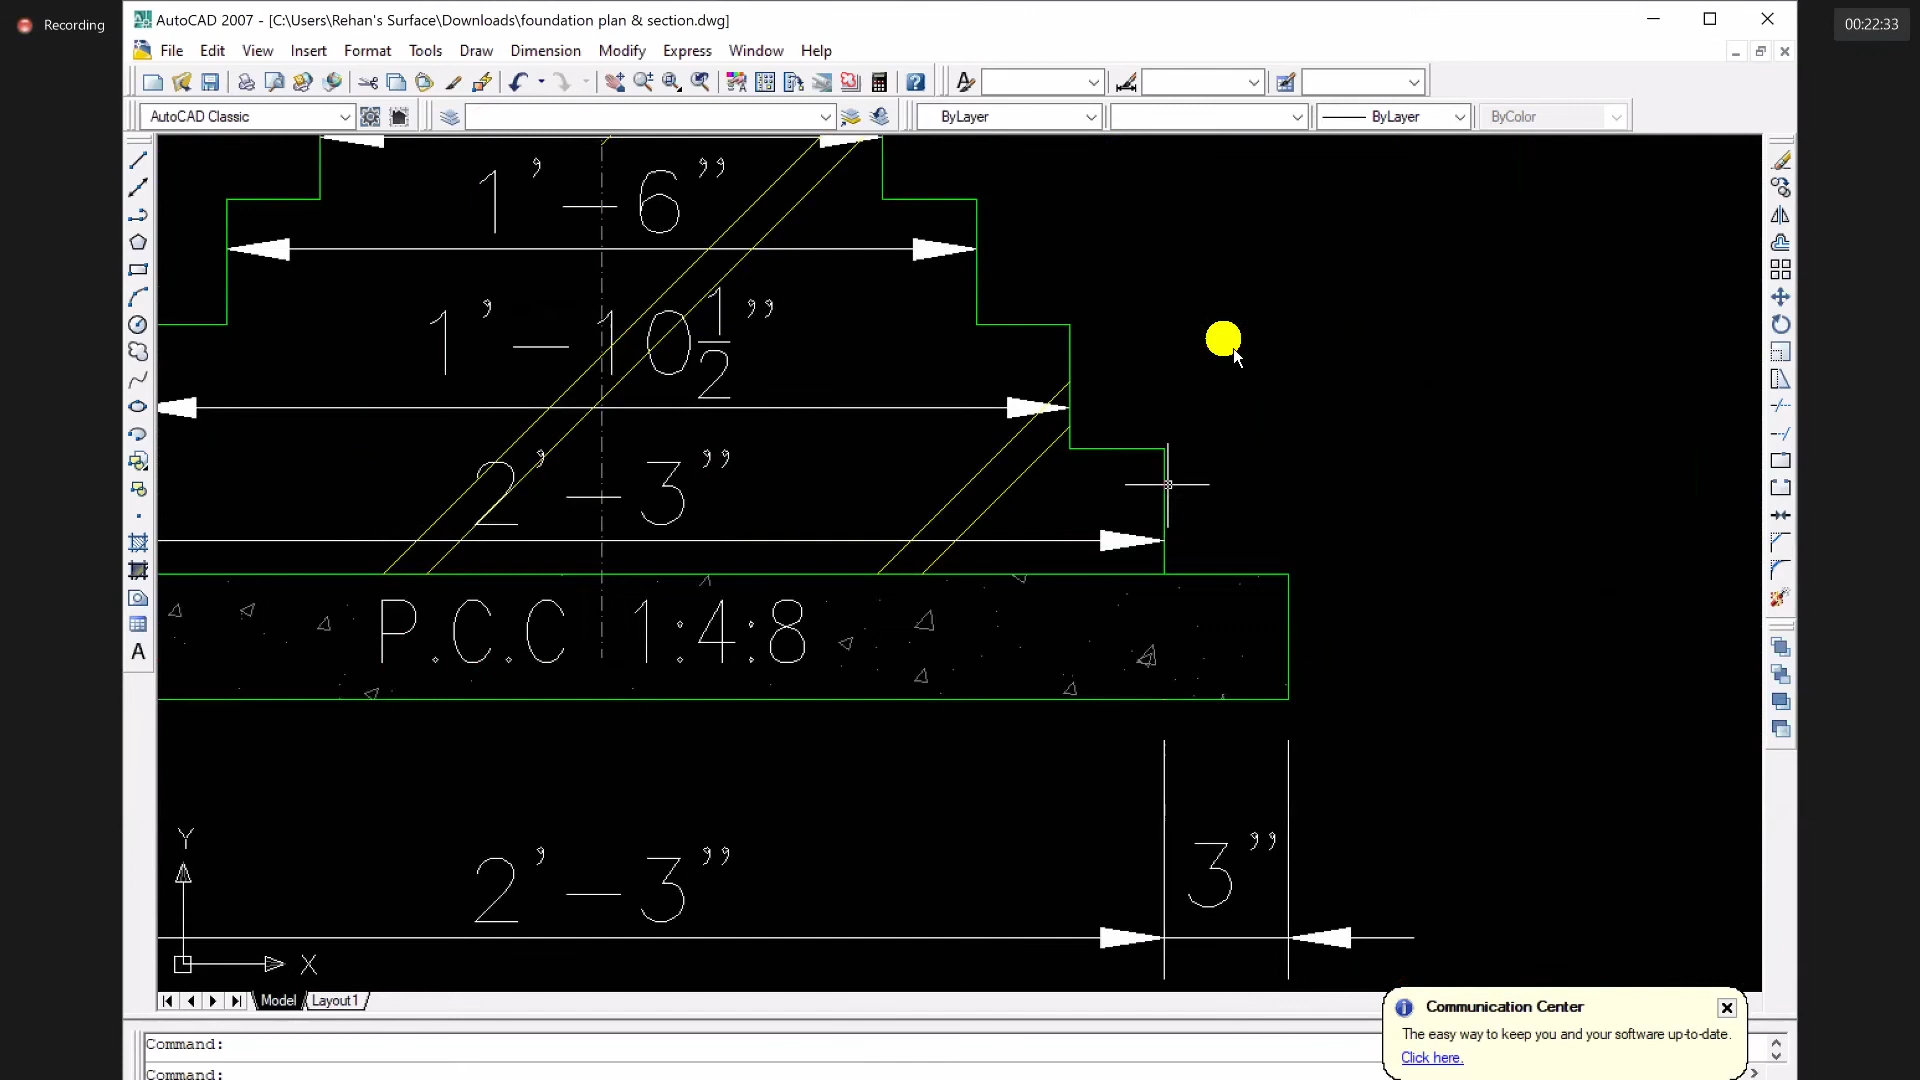 Recording
AutoCAD 2007 - [C:\Users\Rehan's Surface\Downloads\foundation plan & section.dwg]
00:22:33
File Edit View Insert Format Tools Draw Dimension Modify Express Window Help
AutoCAD Classic ByLayer ByLayer ByColor
1'-6"
1'-10 1/2"
2'-3"
P.C.C 1:4:8
2'-3" 3"
Y
X
A
Model Layout1
Command:
Command:
Communication Center
The easy way to keep you and your software up-to-date.
Click here.